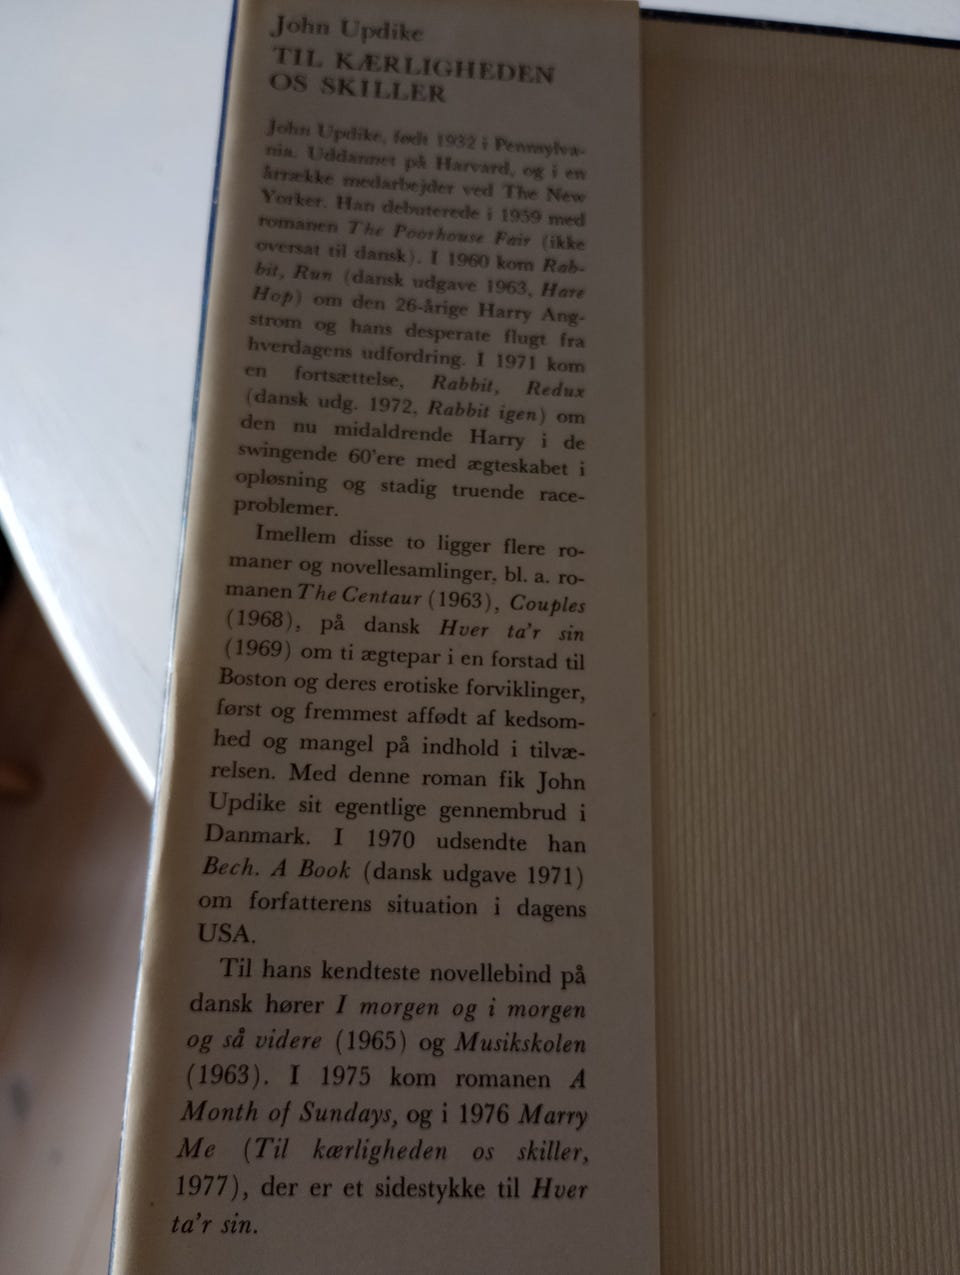 John Updike
TIL KÆRLIGHEDEN
OS SKILLER
John Updike, født 1932 i Pennsylva-
nia. Uddannet på Harvard, og i en
årrække medarbejder ved The New
Yorker. Han debuterede i 1959 med
romanen The Poorhouse Fair (ikke
oversat til dansk). I 1960 kom Rab-
bit, Run (dansk udgave 1963, Hare
Hop) om den 26-årige Harry Ang-
strom og hans desperate flugt fra
hverdagens udfordring. I 1971 kom
en fortsættelse, Rabbit, Redux
(dansk udg. 1972, Rabbit igen) om
den nu midaldrende Harry i de
swingende 60'ere med ægteskabet i
opløsning og stadig truende race-
problemer.
Imellem disse to ligger flere ro-
maner og novellesamlinger, bl. a. ro-
manen The Centaur (1963), Couples
(1968), på dansk Hver ta'r sin
(1969) om ti ægtepar i en forstad til
Boston og deres erotiske forviklinger,
først og fremmest affødt af kedsom-
hed og mangel på indhold i tilvæ-
relsen. Med denne roman fik John
Updike sit egentlige gennembrud i
Danmark. I 1970 udsendte han
Bech. A Book (dansk udgave 1971)
om forfatterens situation i dagens
USA.
Til hans kendteste novellebind på
dansk hører I morgen og i morgen
og så videre (1965) og Musikskolen
(1963). I 1975 kom romanen A
Month of Sundays, og i 1976 Marry
Me (Til kærligheden os skiller,
1977), der er et sidestykke til Hver
ta'r sin.